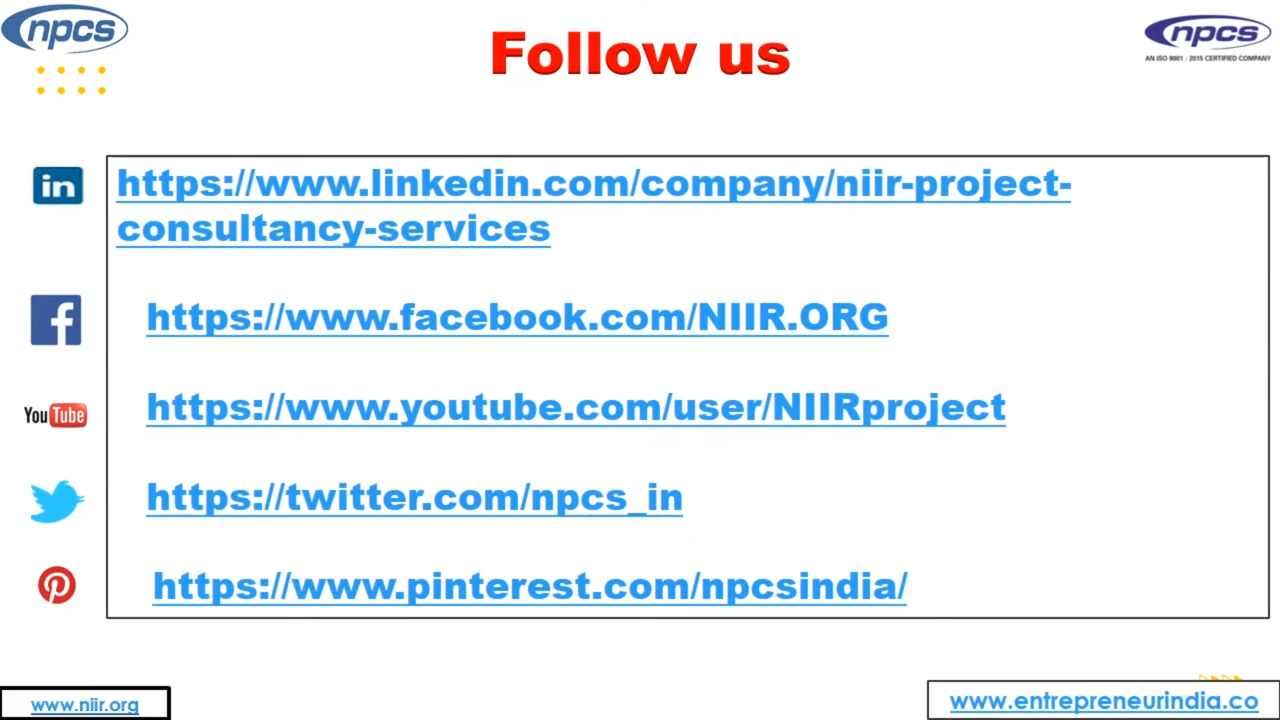 npcs
Follow us
npcs
AN ISO 9001 : 2015 CERTIFIED COMPANY
in
https://www.linkedin.com/company/niir-project-
consultancy-services
f
https://www.facebook.com/NIIR.ORG
YouTube
https://www.youtube.com/user/NIIRproject
https://twitter.com/npcs_in
https://www.pinterest.com/npcsindia/
www.niir.org
www.entrepreneurindia.co